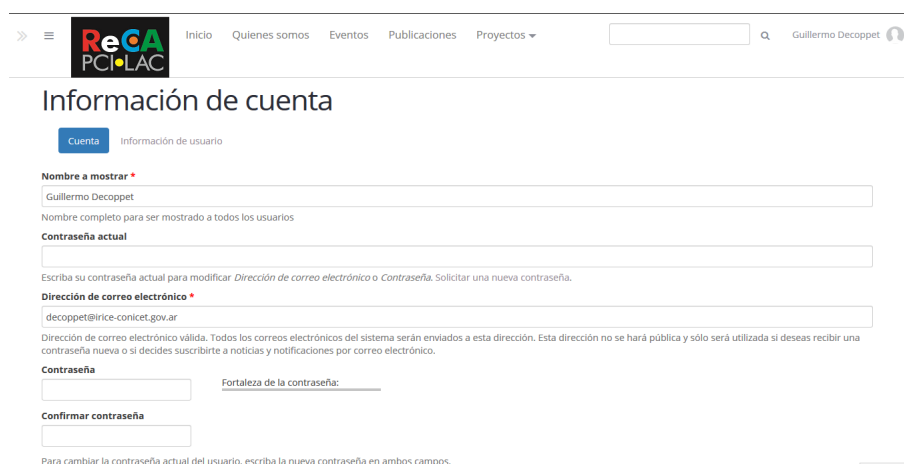 ReCA
PCI•LAC
Inicio Quienes somos Eventos Publicaciones Proyectos
Guillermo Decoppet
Información de cuenta
Cuenta Información de usuario
Nombre a mostrar *
Guillermo Decoppet
Nombre completo para ser mostrado a todos los usuarios
Contraseña actual
Escriba su contraseña actual para modificar Dirección de correo electrónico o Contraseña. Solicitar una nueva contraseña.
Dirección de correo electrónico *
decoppet@irice-conicet.gov.ar
Dirección de correo electrónico válida. Todos los correos electrónicos del sistema serán enviados a esta dirección. Esta dirección no se hará pública y sólo será utilizada si deseas recibir una
contraseña nueva o si decides suscribirte a noticias y notificaciones por correo electrónico.
Contraseña
Fortaleza de la contraseña:
Confirmar contraseña
Para cambiar la contraseña actual del usuario, escriba la nueva contraseña en ambos campos.